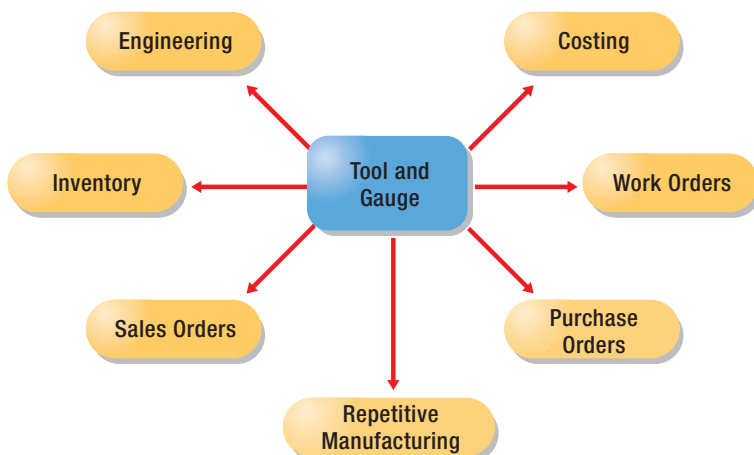 Engineering
Costing
Tool and
Gauge
Inventory
Work Orders
Sales Orders
Purchase
Orders
Repetitive
Manufacturing